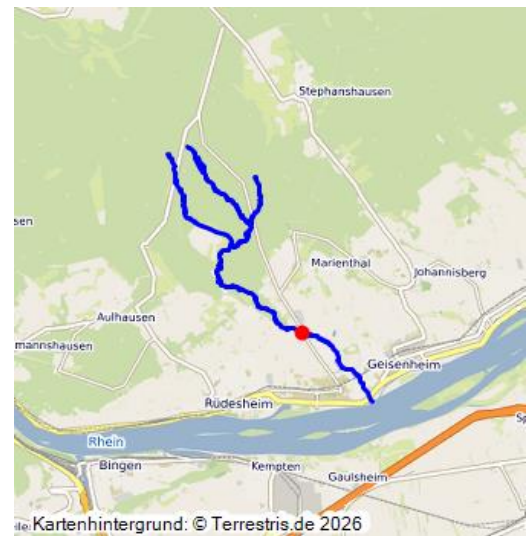 Stephanshausen
sen
Marienthal
Johannisberg
Aulhausen
mannshausen
Geisenheim
Rüdesheim
Rhein
Bingen
Kempten
Gaulsheim
Sp
Kartenhintergrund: © Terrestris.de 2026